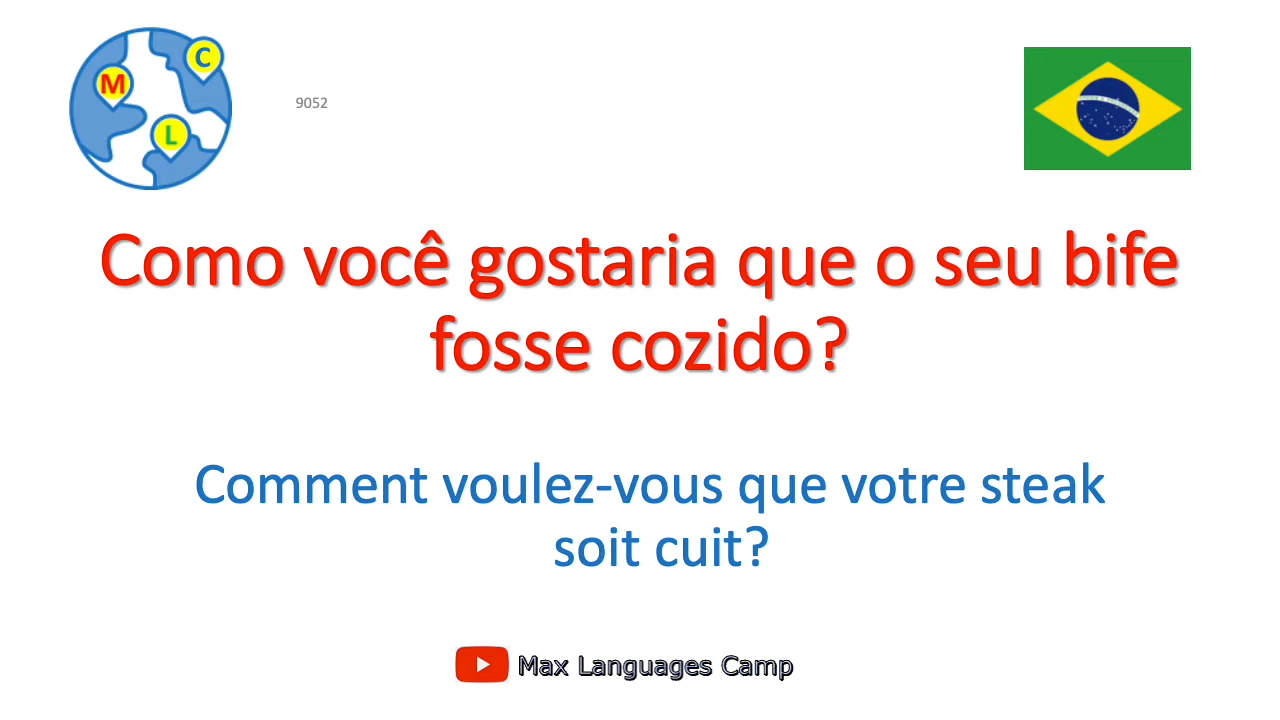 C
M
L
9052
Como você gostaria que o seu bife
fosse cozido?
Comment voulez-vous que votre steak
soit cuit?
Max Languages Camp